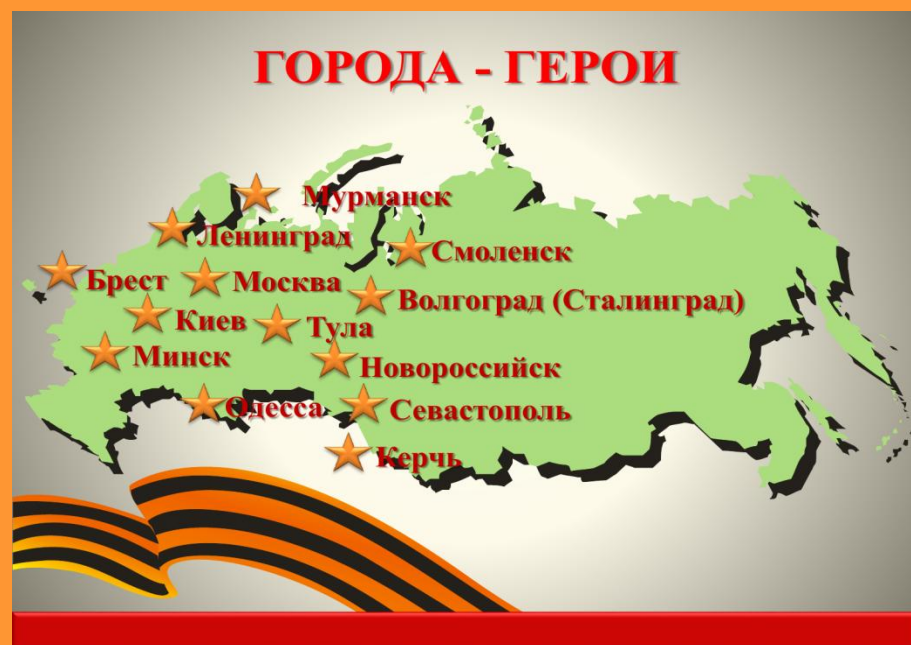 ГОРОДА - ГЕРОИ
Мурманск
Ленинград
Смоленск
Брест
Москва
Волгоград (Сталинград)
Киев
Тула
Минск
Новороссийск
Одесса
Севастополь
Керчь